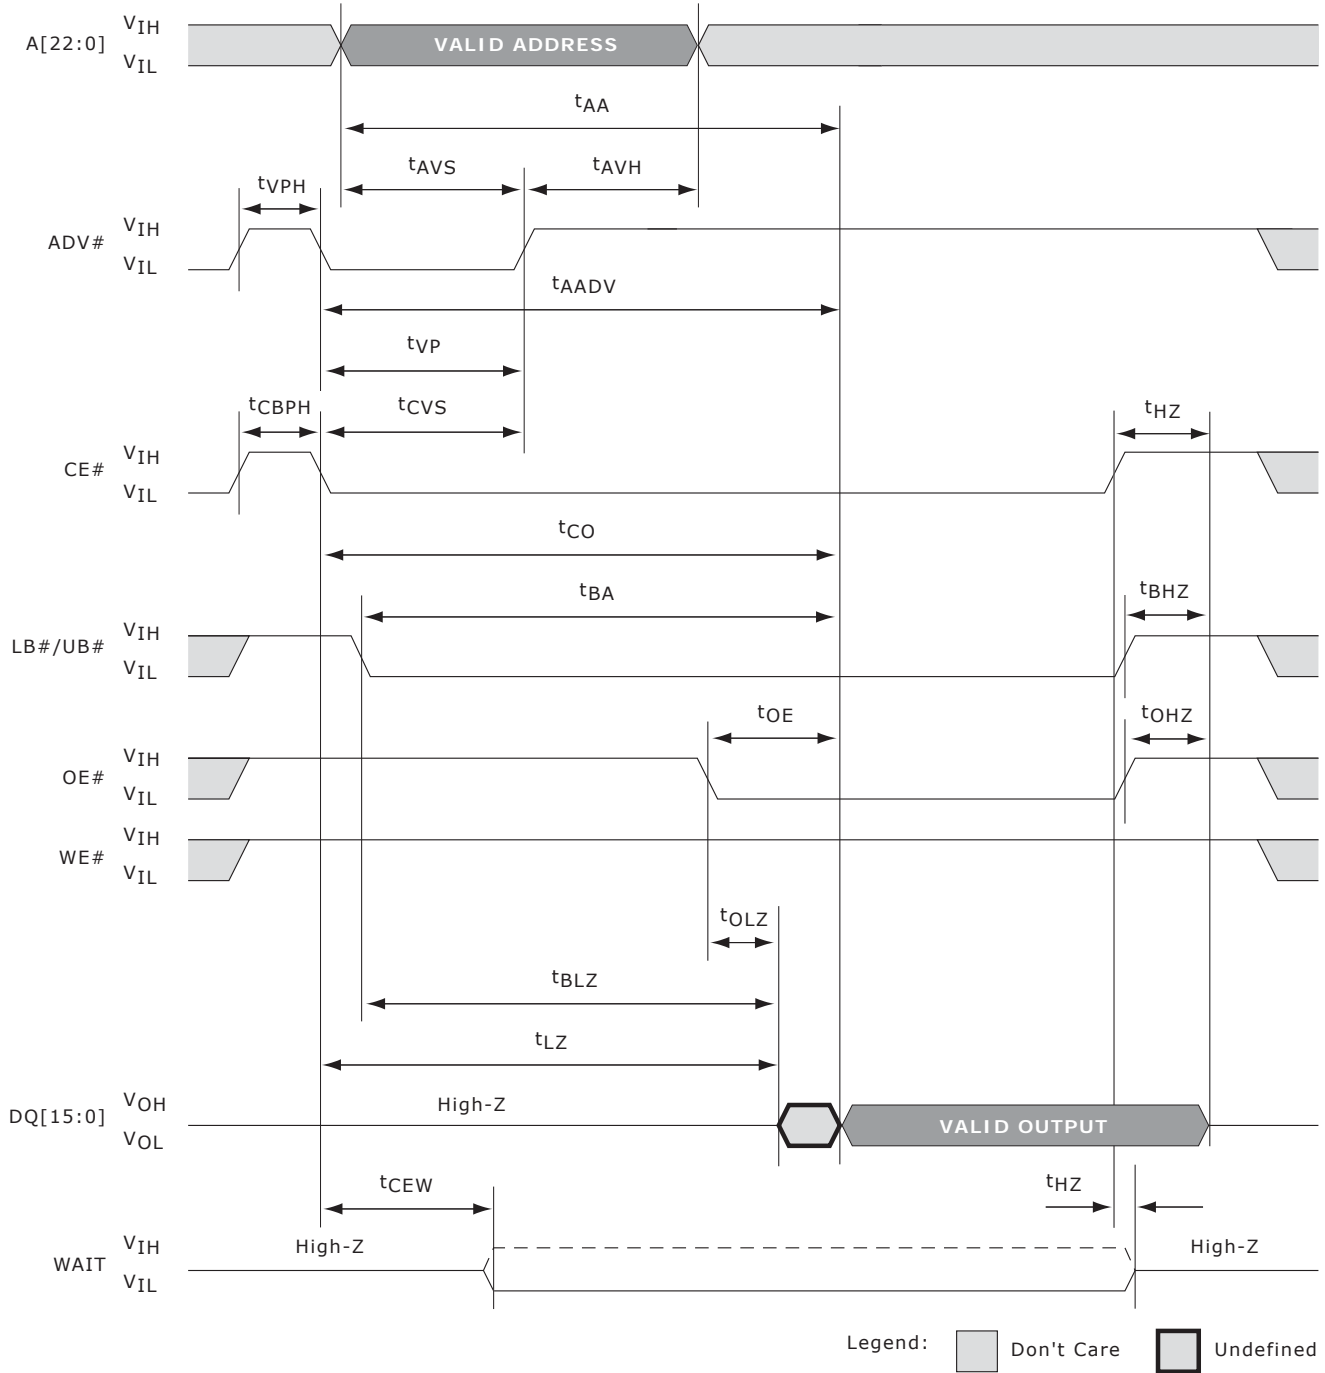 A[22:0] VIH VIL VALID ADDRESS
tAA
tAVS tAVH
tVPH
ADV# VIH VIL
tAADV
tVP
tCBPH tCVS tHZ
CE# VIH VIL
tCO
tBA tBHZ
LB#/UB# VIH VIL
tOE tOHZ
OE# VIH VIL
WE# VIH VIL
tOLZ
tBLZ
tLZ
DQ[15:0] VOH VOL High-Z VALID OUTPUT
tCEW tHZ
WAIT VIH VIL High-Z High-Z
Legend: Don't Care Undefined